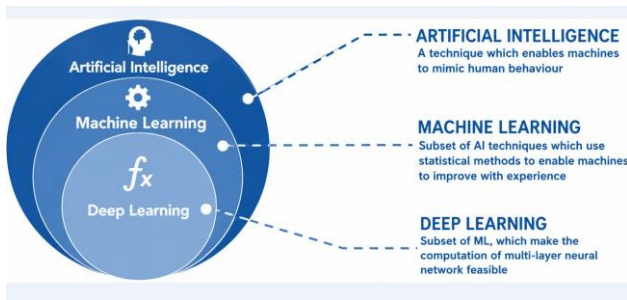 Artificial Intelligence
Machine Learning
fx
Deep Learning
ARTIFICIAL INTELLIGENCE
A technique which enables machines
to mimic human behaviour
MACHINE LEARNING
Subset of AI techniques which use
statistical methods to enable machines
to improve with experience
DEEP LEARNING
Subset of ML, which make the
computation of multi-layer neural
network feasible